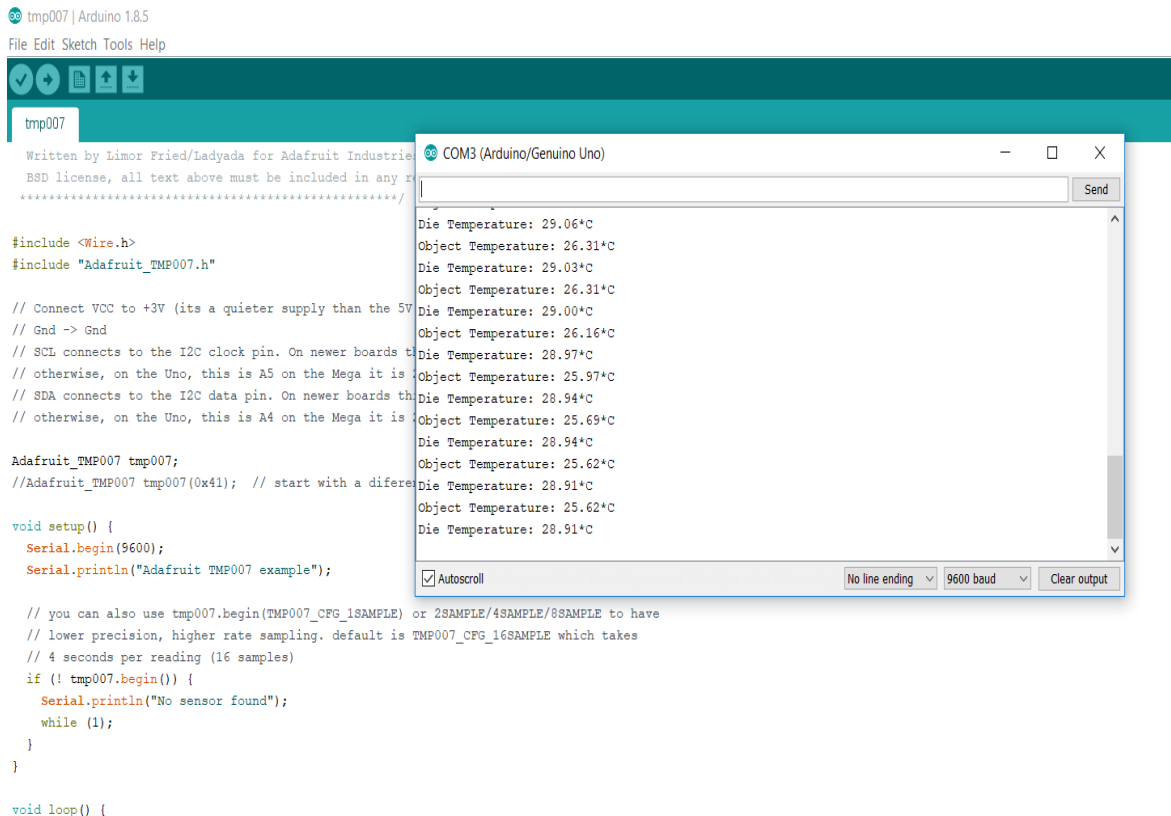 tmp007 | Arduino 1.8.5
File Edit Sketch Tools Help
tmp007
Written by Limor Fried/Ladyada for Adafruit Industrie
BSD license, all text above must be included in any
****************************************************/
#include <Wire.h>
#include "Adafruit_TMP007.h"
// Connect VCC to +3V (its a quieter supply than the 5V
// Gnd -> Gnd
// SCL connects to the I2C clock pin. On newer boards
// otherwise, on the Uno, this is A5 on the Mega it is
// SDA connects to the I2C data pin. On newer boards
// otherwise, on the Uno, this is A4 on the Mega it is
Adafruit_TMP007 tmp007;
//Adafruit_TMP007 tmp007(0x41);  // start with a
void setup() {
Serial.begin(9600);
Serial.println("Adafruit TMP007 example");
// you can also use tmp007.begin(TMP007_CFG_1SAMPLE) or 2SAMPLE/4SAMPLE/8SAMPLE to have
// lower precision, higher rate sampling. default is TMP007_CFG_16SAMPLE which takes
// 4 seconds per reading (16 samples)
if (! tmp007.begin()) {
Serial.println("No sensor found");
while (1);
}
}
void loop() {
COM3 (Arduino/Genuino Uno)
Send
Die Temperature: 29.06*C
Object Temperature: 26.31*C
Die Temperature: 29.03*C
Object Temperature: 26.31*C
Die Temperature: 29.00*C
Object Temperature: 26.16*C
Die Temperature: 28.97*C
Object Temperature: 25.97*C
Die Temperature: 28.94*C
Object Temperature: 25.69*C
Die Temperature: 28.94*C
Object Temperature: 25.62*C
Die Temperature: 28.91*C
Object Temperature: 25.62*C
Die Temperature: 28.91*C
Autoscroll
No line ending
9600 baud
Clear output